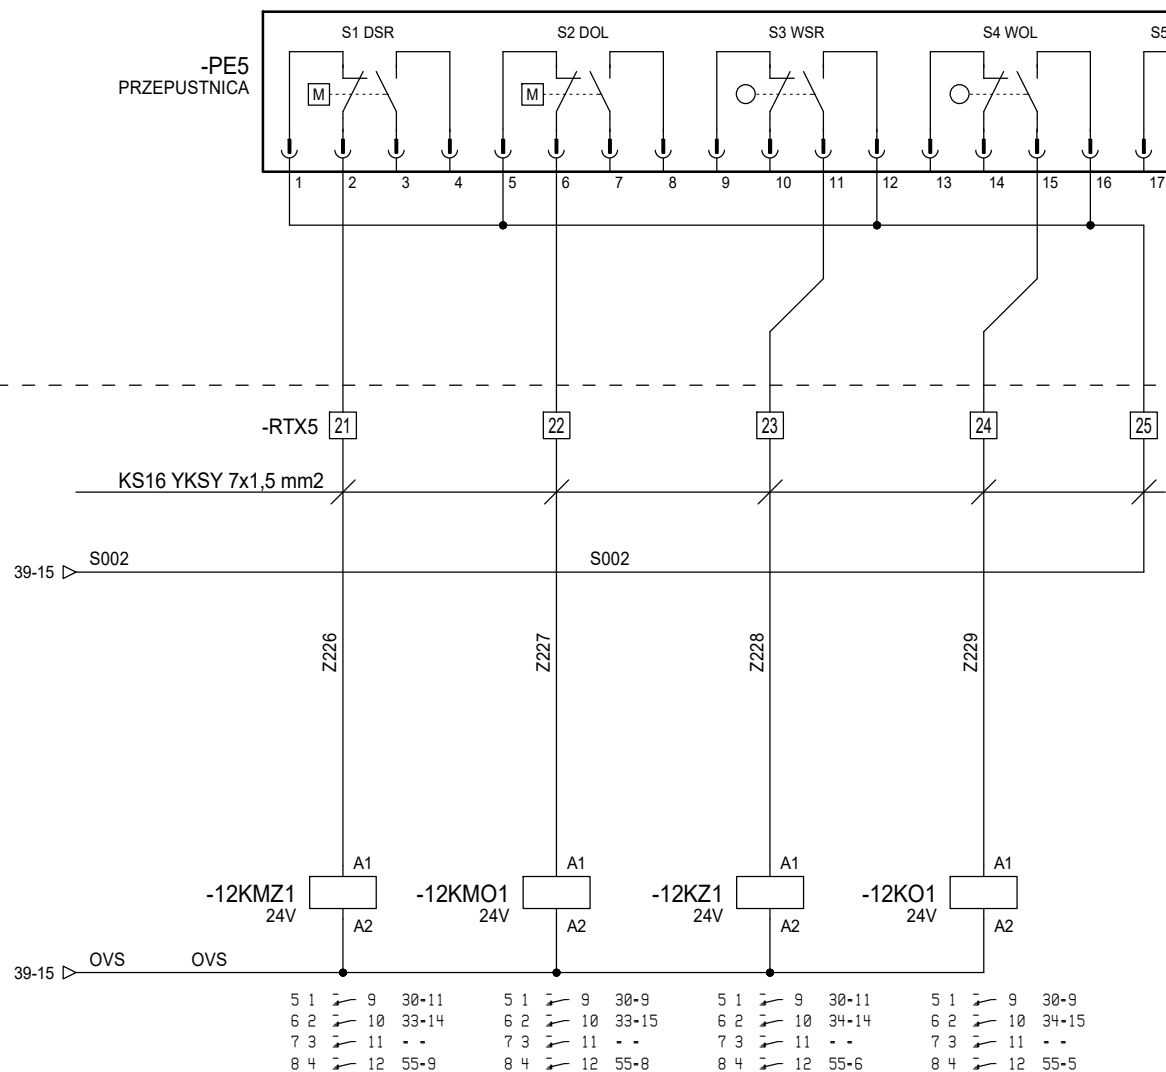 S1 DSR S2 DOL S3 WSR S4 WOL S5
-PE5
PRZEPUSTNICA
M M
1 2 3 4 5 6 7 8 9 10 11 12 13 14 15 16 17
-RTX5 21 22 23 24 25
KS16 YKSY 7x1,5 mm2
39-15 S002 S002
Z226 Z227 Z228 Z229
A1 A1 A1 A1
-12KMZ1 -12KMO1 -12KZ1 -12KO1
24V 24V 24V 24V
A2 A2 A2 A2
39-15 OVS OVS
5 1 9 30-11 5 1 9 30-9 5 1 9 30-11 5 1 9 30-9
6 2 10 33-14 6 2 10 33-15 6 2 10 34-14 6 2 10 34-15
7 3 11 - - 7 3 11 - - 7 3 11 - - 7 3 11 - -
8 4 12 55-9 8 4 12 55-8 8 4 12 55-6 8 4 12 55-5